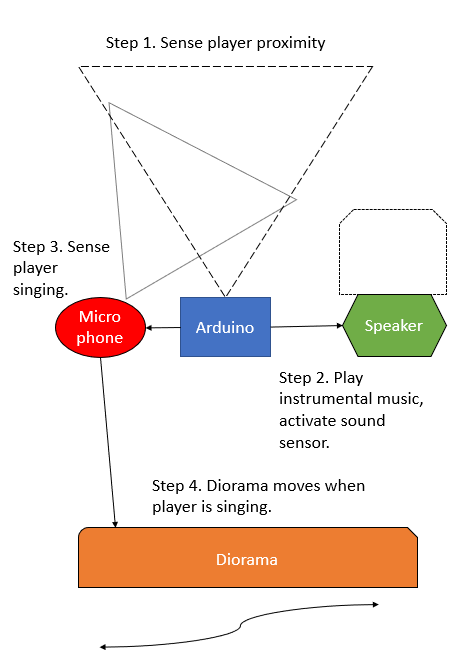 Step 1. Sense player proximity
Step 3. Sense
player
singing.
Micro
phone
Arduino
Speaker
Step 2. Play
instrumental music,
activate sound
sensor.
Step 4. Diorama moves when
player is singing.
Diorama